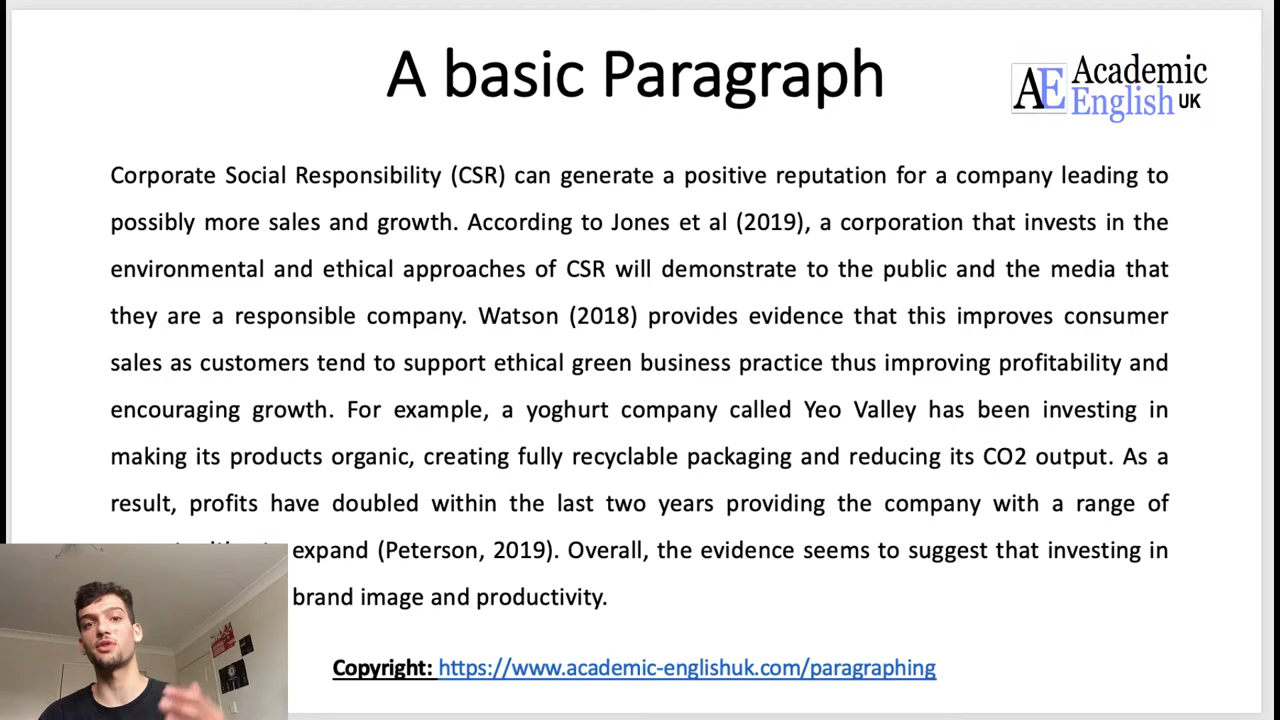 A basic Paragraph
AE Academic
English UK
Corporate Social Responsibility (CSR) can generate a positive reputation for a company leading to
possibly more sales and growth. According to Jones et al (2019), a corporation that invests in the
environmental and ethical approaches of CSR will demonstrate to the public and the media that
they are a responsible company. Watson (2018) provides evidence that this improves consumer
sales as customers tend to support ethical green business practice thus improving profitability and
encouraging growth. For example, a yoghurt company called Yeo Valley has been investing in
making its products organic, creating fully recyclable packaging and reducing its CO2 output. As a
result, profits have doubled within the last two years providing the company with a range of
expand (Peterson, 2019). Overall, the evidence seems to suggest that investing in
brand image and productivity.
Copyright: https://www.academic-englishuk.com/paragraphing